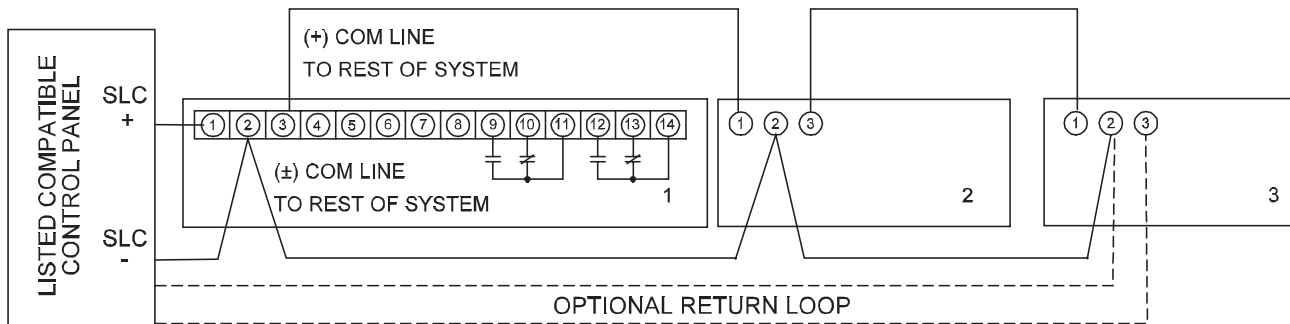 LISTED COMPATIBLE
CONTROL PANEL
SLC
+
SLC
-
(+) COM LINE
TO REST OF SYSTEM
1 2 3 4 5 6 7 8 9 10 11 12 13 14
(±) COM LINE
TO REST OF SYSTEM
1
1 2 3
2
1 2 3
3
OPTIONAL RETURN LOOP